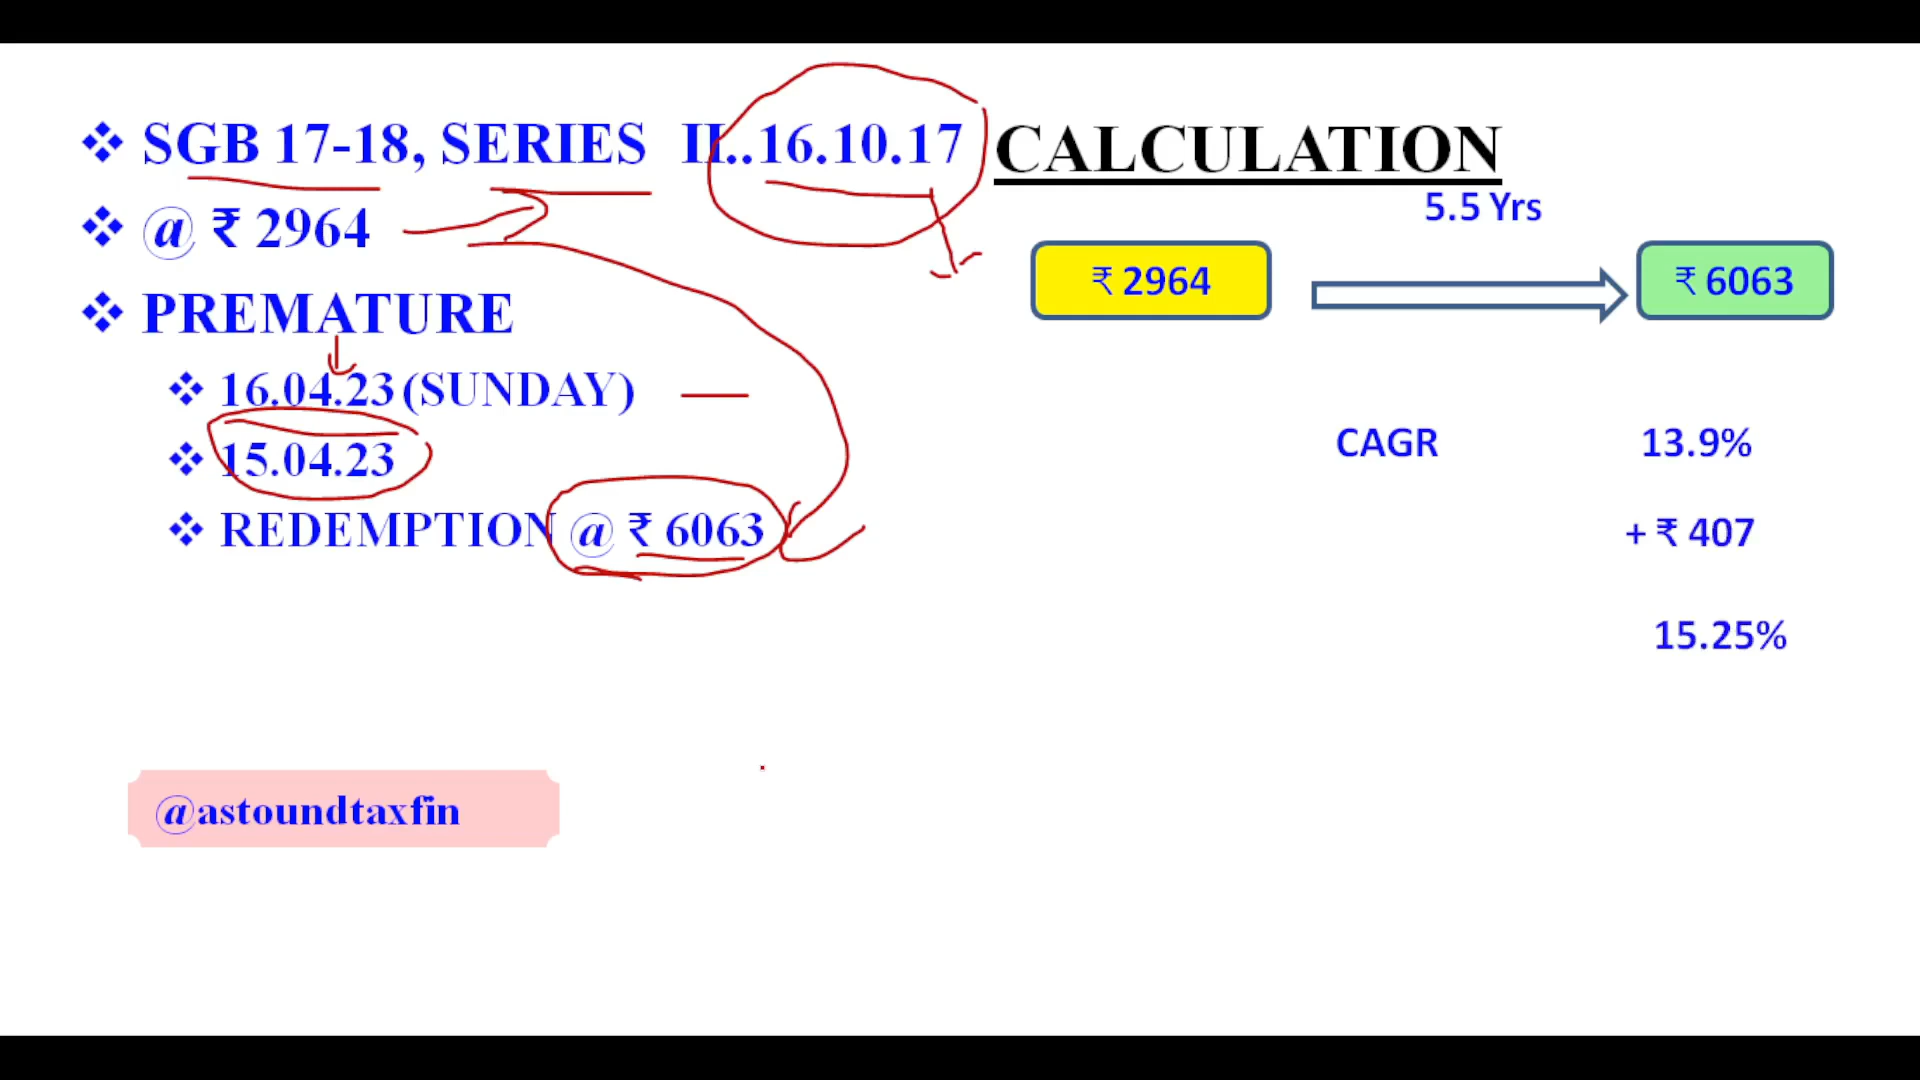 SGB 17-18, SERIES II..16.10.17
@ ₹ 2964
PREMATURE
16.04.23 (SUNDAY)
15.04.23
REDEMPTION @ ₹ 6063
@astoundtaxfin
CALCULATION
5.5 Yrs
₹ 2964
₹ 6063
CAGR 13.9%
+ ₹ 407
15.25%